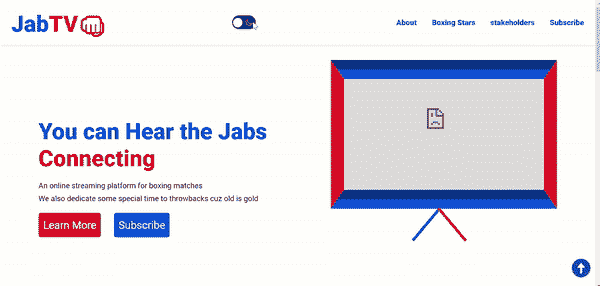 JabTV
About Boxing Stars stakeholders Subscribe
You can Hear the Jabs
Connecting
An online streaming platform for boxing matches
We also dedicate some special time to throwbacks cuz old is gold
Learn More Subscribe